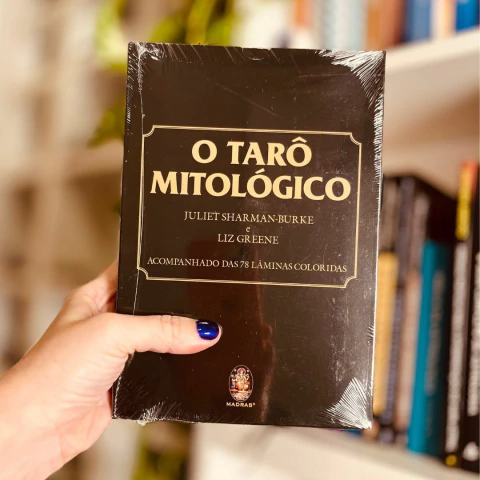 O TARÔ
MITOLÓGICO
JULIET SHARMAN-BURKE
e
LIZ GREENE
ACOMPANHADO DAS 78 LÂMINAS COLORIDAS
MADRAS®